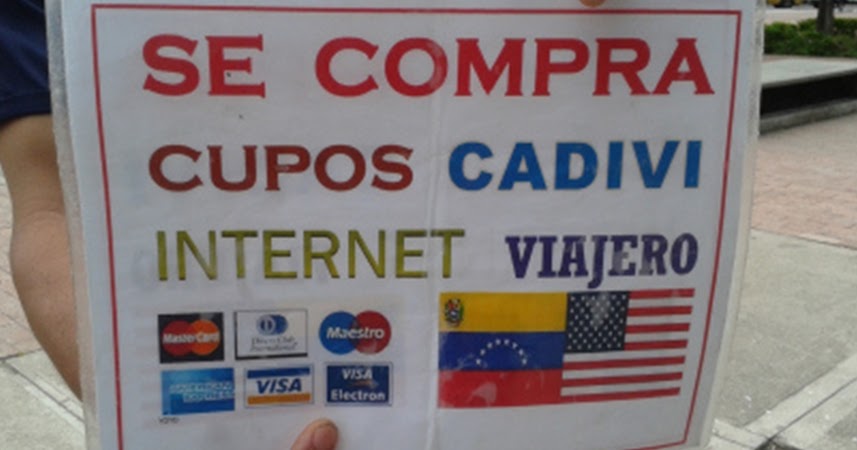 SE COMPRA
CUPOS CADIVI
INTERNET VIAJERO
MasterCard
Diners Club International
Maestro
AMERICAN EXPRESS
VISA
VISA Electron